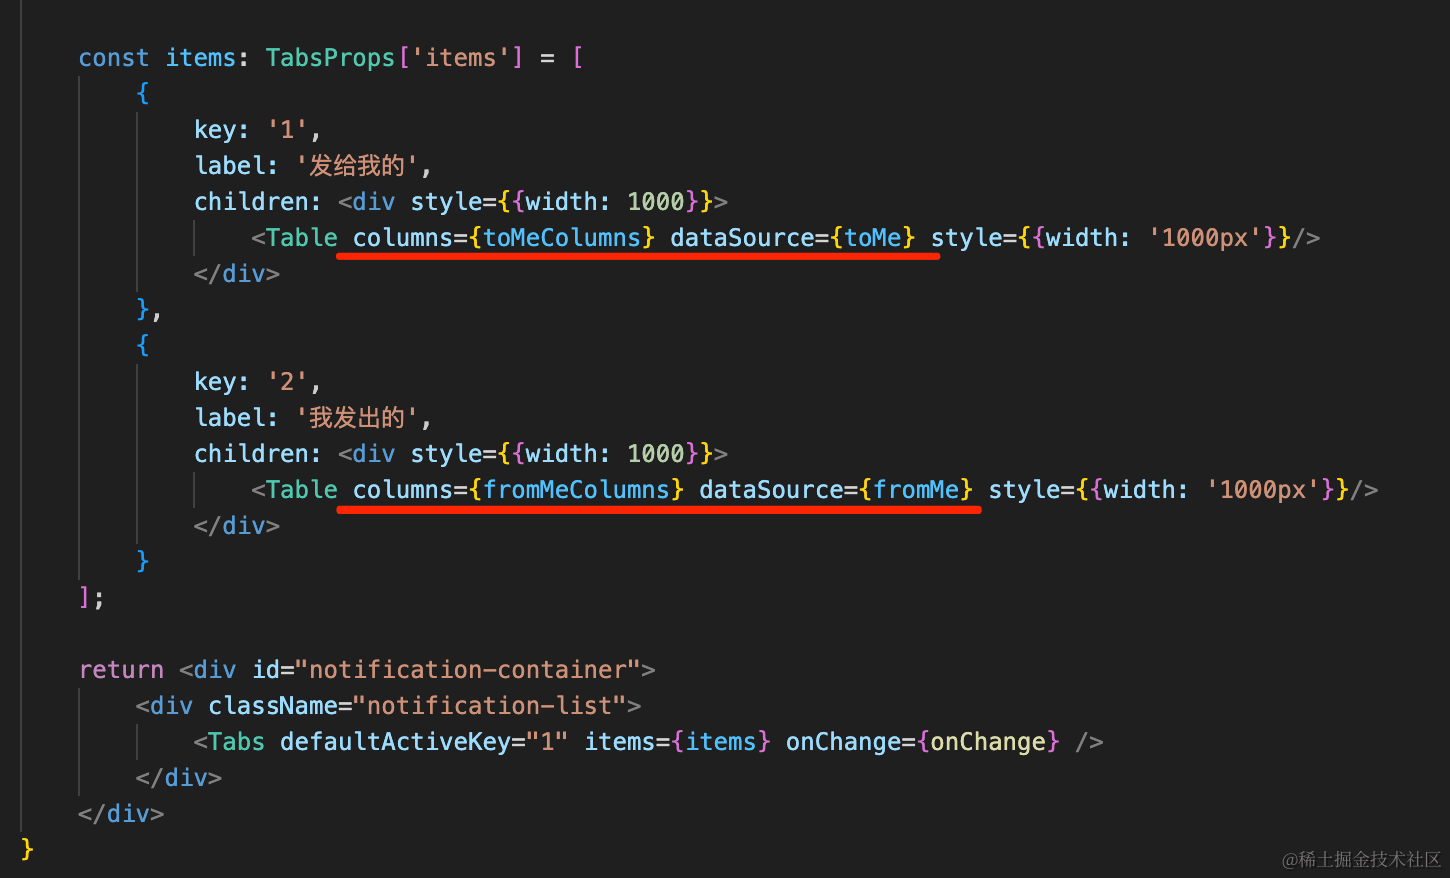 const items: TabsProps['items'] = [
{
key: '1',
label: '发给我的',
children: <div style={{width: 1000}}>
<Table columns={toMeColumns} dataSource={toMe} style={{width: '1000px'}}/>
</div>
},
{
key: '2',
label: '我发出的',
children: <div style={{width: 1000}}>
<Table columns={fromMeColumns} dataSource={fromMe} style={{width: '1000px'}}/>
</div>
}
];
return <div id="notification-container">
<div className="notification-list">
<Tabs defaultActiveKey="1" items={items} onChange={onChange} />
</div>
</div>
}
@稀土掘金技术社区